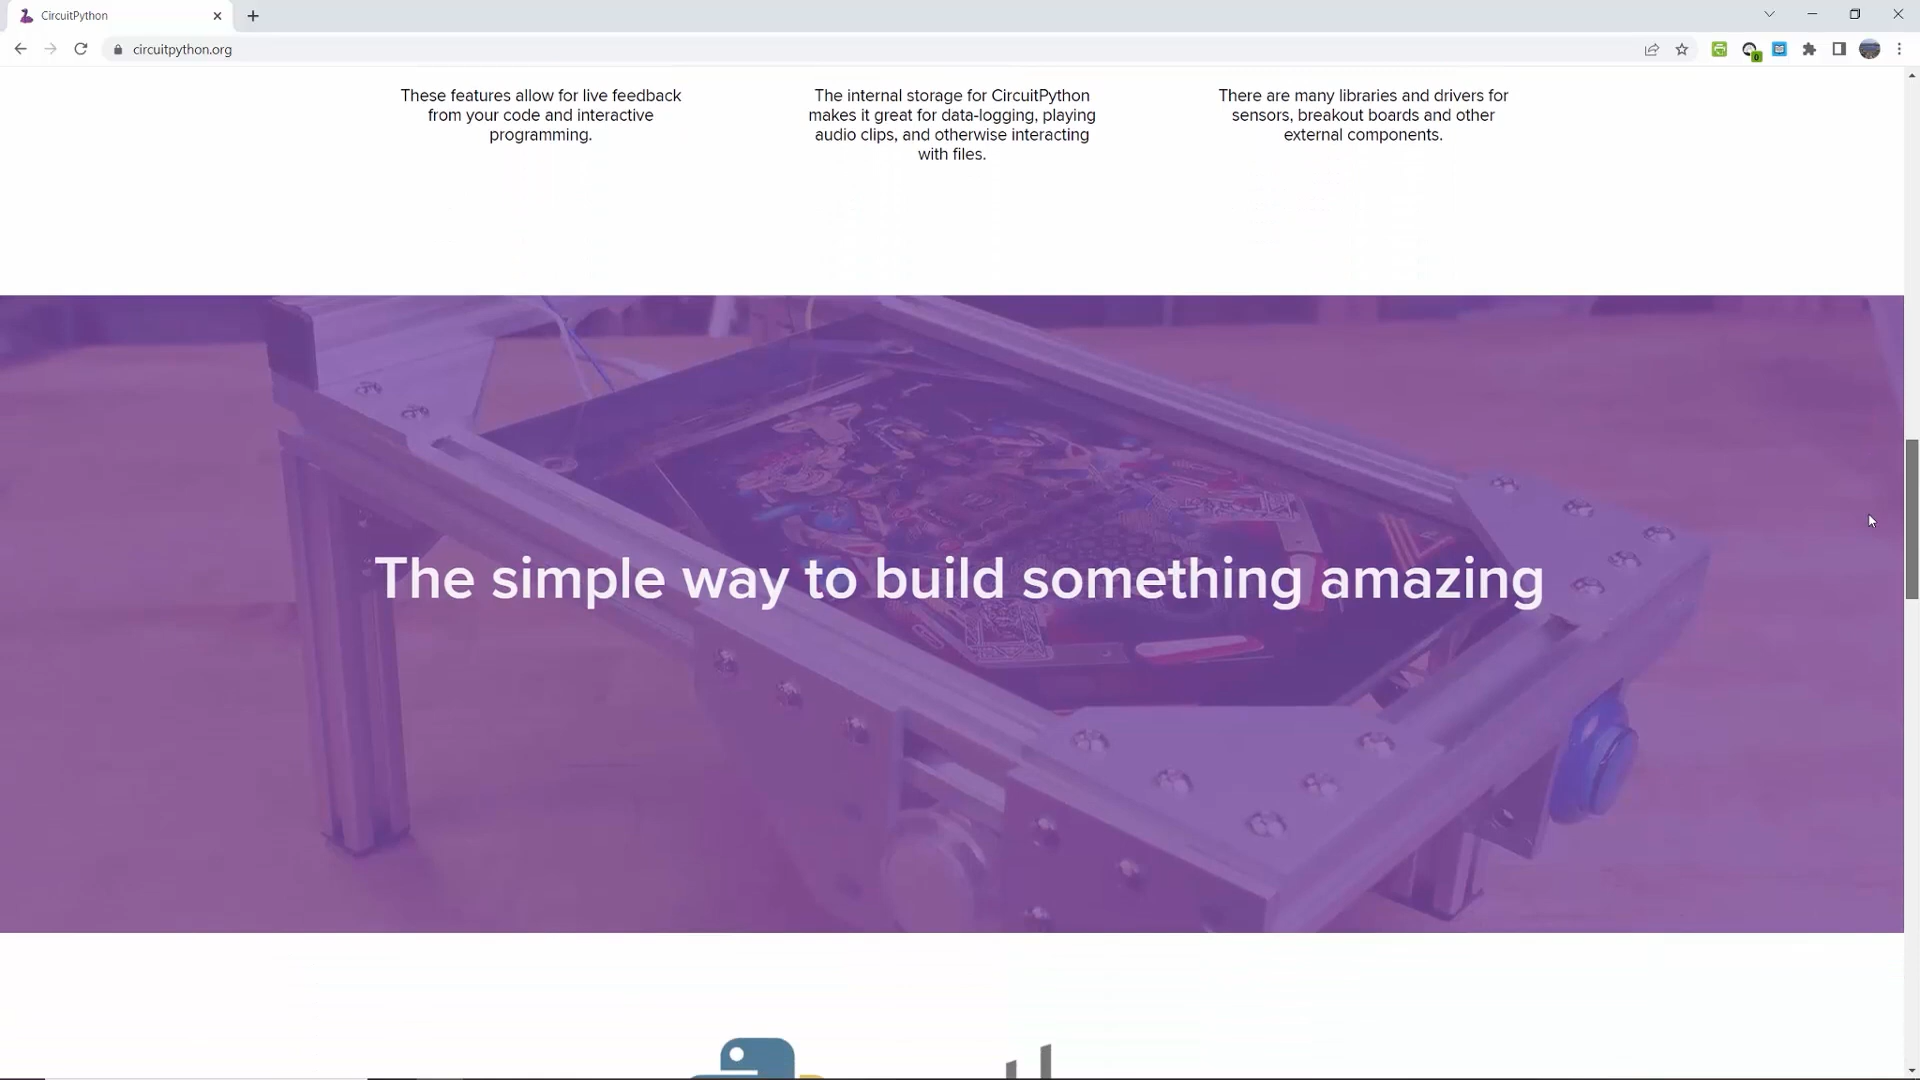 CircuitPython
circuitpython.org
0
These features allow for live feedback
from your code and interactive
programming.
The internal storage for CircuitPython
makes it great for data-logging, playing
audio clips, and otherwise interacting
with files.
There are many libraries and drivers for
sensors, breakout boards and other
external components.
The simple way to build something amazing